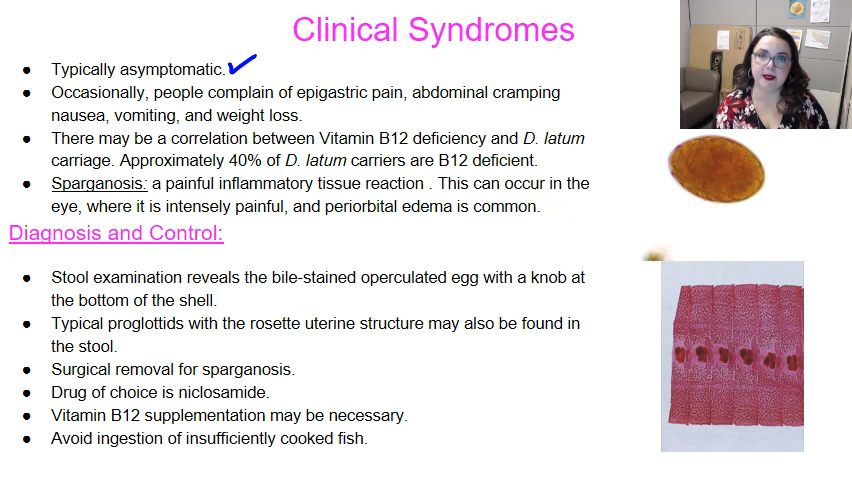 Clinical Syndromes
● Typically asymptomatic.
● Occasionally, people complain of epigastric pain, abdominal cramping
nausea, vomiting, and weight loss.
● There may be a correlation between Vitamin B12 deficiency and D. latum
carriage. Approximately 40% of D. latum carriers are B12 deficient.
● Sparganosis: a painful inflammatory tissue reaction . This can occur in the
eye, where it is intensely painful, and periorbital edema is common.
Diagnosis and Control:
● Stool examination reveals the bile-stained operculated egg with a knob at
the bottom of the shell.
● Typical proglottids with the rosette uterine structure may also be found in
the stool.
● Surgical removal for sparganosis.
● Drug of choice is niclosamide.
● Vitamin B12 supplementation may be necessary.
● Avoid ingestion of insufficiently cooked fish.